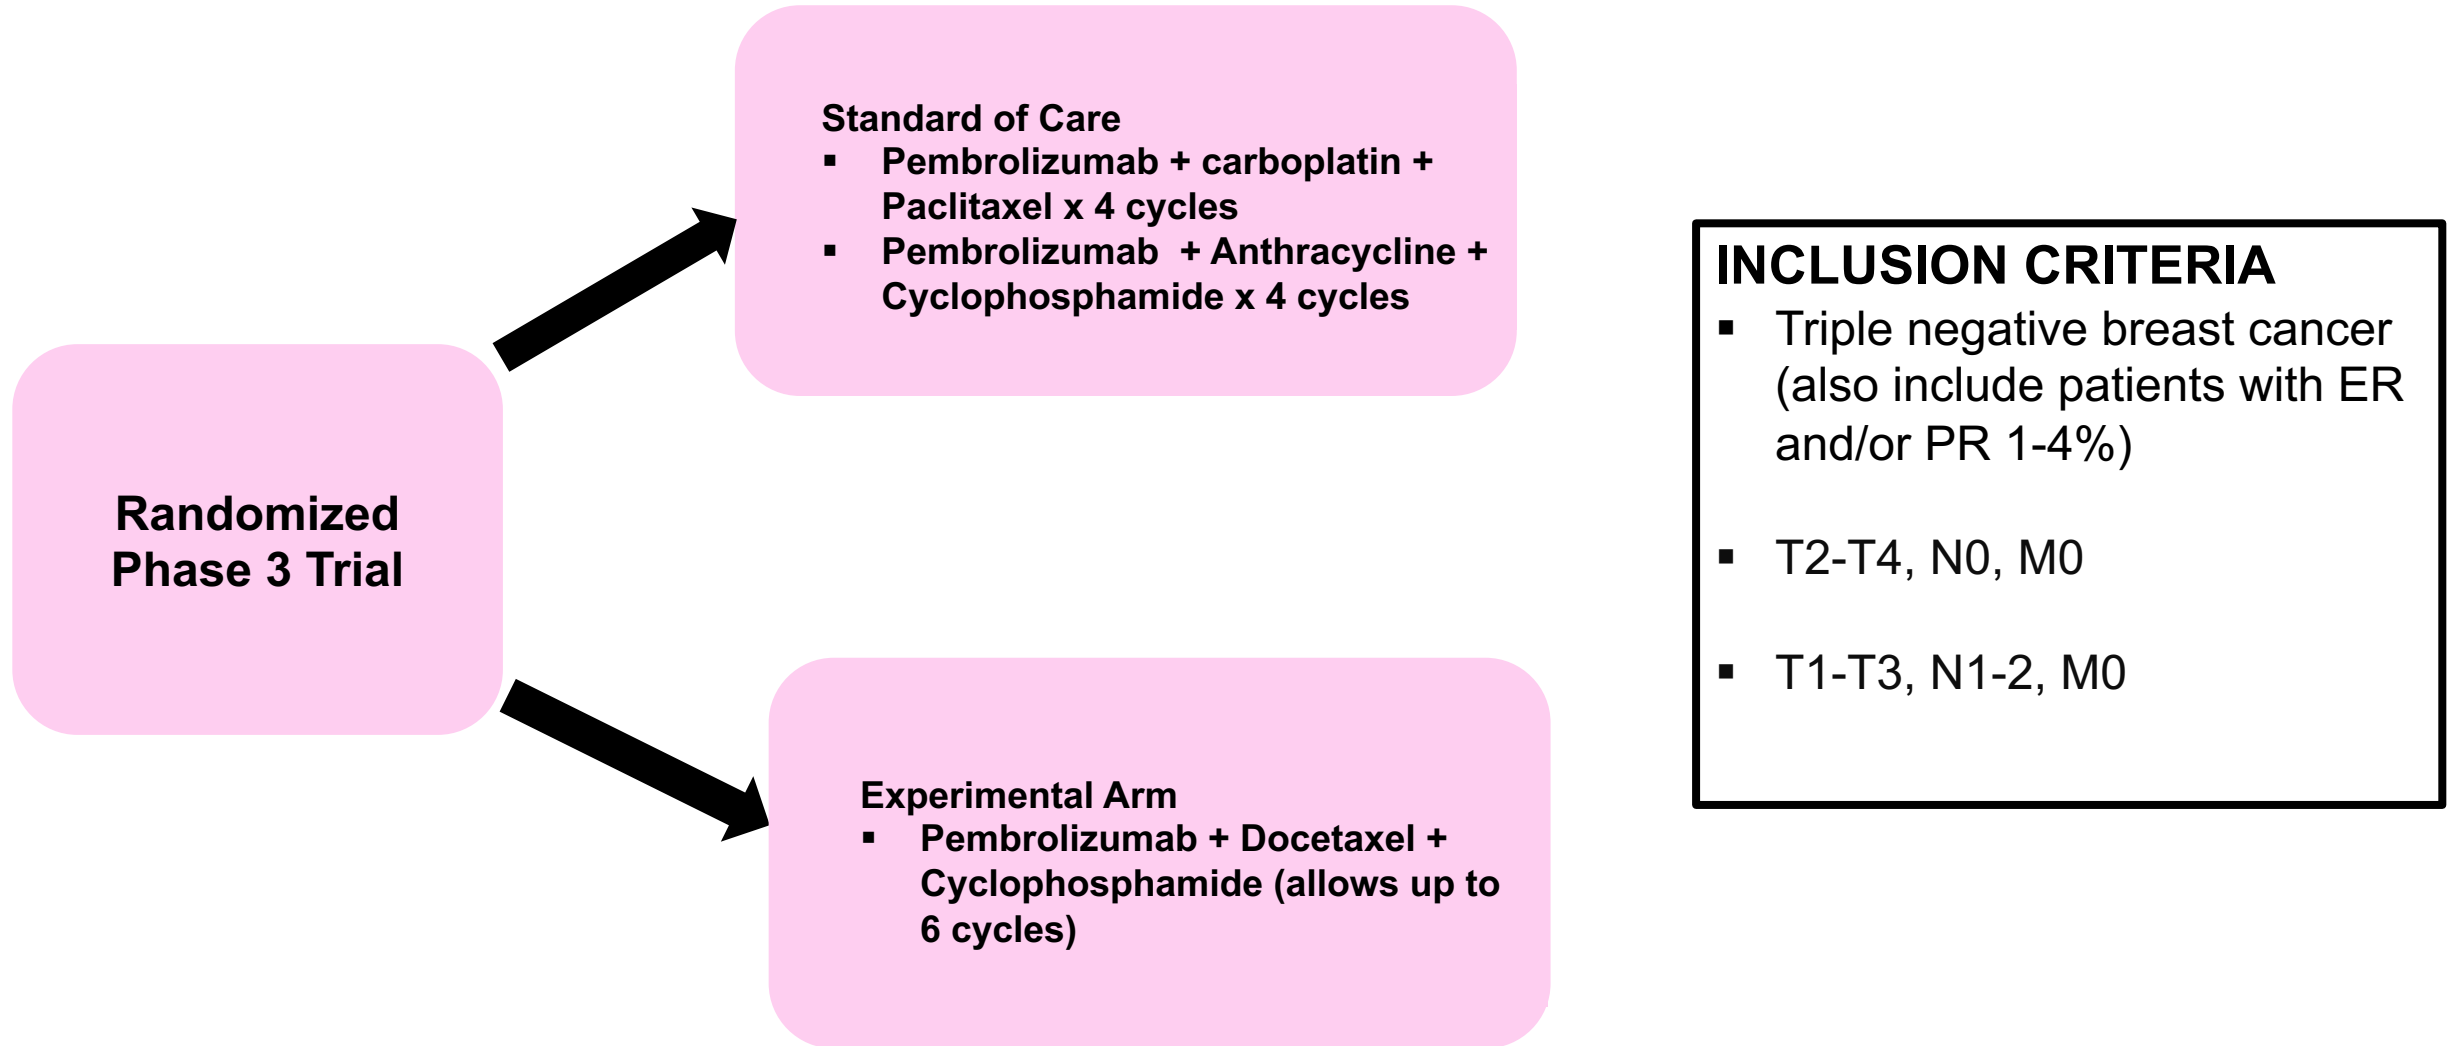 Standard of Care
▪ Pembrolizumab + carboplatin +
Paclitaxel x 4 cycles
▪ Pembrolizumab + Anthracycline +
Cyclophosphamide x 4 cycles
Randomized
Phase 3 Trial
Experimental Arm
▪ Pembrolizumab + Docetaxel +
Cyclophosphamide (allows up to
6 cycles)
INCLUSION CRITERIA
▪ Triple negative breast cancer
(also include patients with ER
and/or PR 1-4%)
▪ T2-T4, N0, M0
▪ T1-T3, N1-2, M0